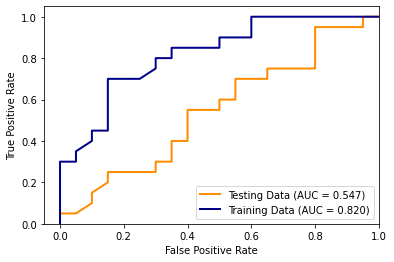 1.0
0.8
0.6
0.4
0.2
0.0
True Positive Rate
Testing Data (AUC = 0.547)
Training Data (AUC = 0.820)
0.0 0.2 0.4 0.6 0.8 1.0
False Positive Rate